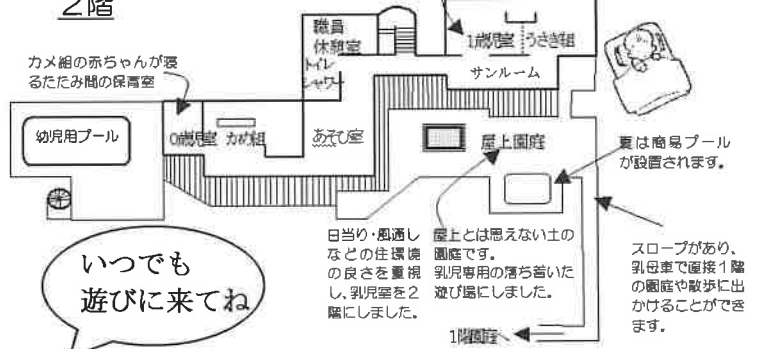 2階
職員
休憩室
トイレ
シャワー
1歳児室
うさぎ組
サンルーム
カメ組の赤ちゃんが寝
るたたみ間の保育室
幼児用プール
0歳児室
かめ組
あそび室
屋上園庭
夏は簡易プール
が設置されます。
日当り・風通し
などの住環境
の良さを重視
し、乳児室を2
階にしました。
屋上とは思えない土の
園庭です。
乳児専用の落ち着いた
遊び場にしました。
スロープがあり、
乳母車で直接1階
の園庭や散歩に出
かけることができ
ます。
いつでも
遊びに来てね
1階園庭へ